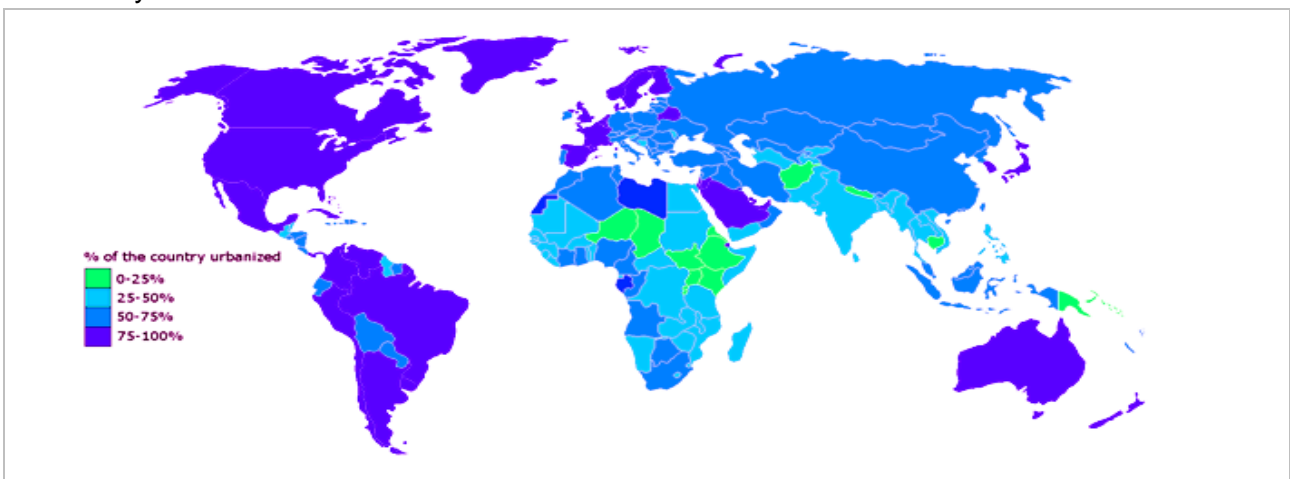 % of the country urbanized
0-25%
25-50%
50-75%
75-100%